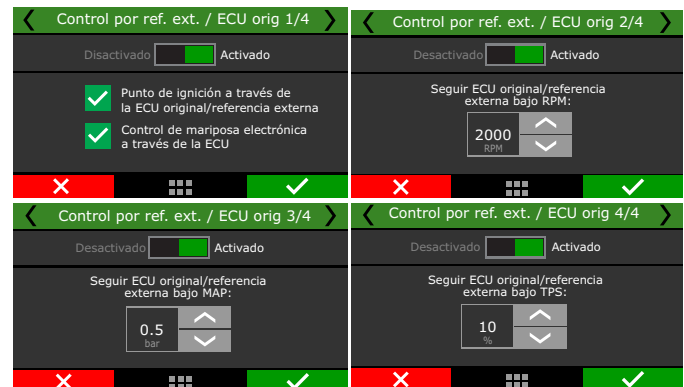 Control por ref. ext. / ECU orig 1/4
Disactivado Activado
Punto de ignición a través de
la ECU original/referencia externa
Control de mariposa electrónica
a través de la ECU
Control por ref. ext. / ECU orig 2/4
Desactivado Activado
Seguir ECU original/referencia
externa bajo RPM:
2000
RPM
Control por ref. ext. / ECU orig 3/4
Desactivado Activado
Seguir ECU original/referencia
externa bajo MAP:
0.5
bar
Control por ref. ext. / ECU orig 4/4
Desactivado Activado
Seguir ECU original/referencia
externa bajo TPS:
10
%